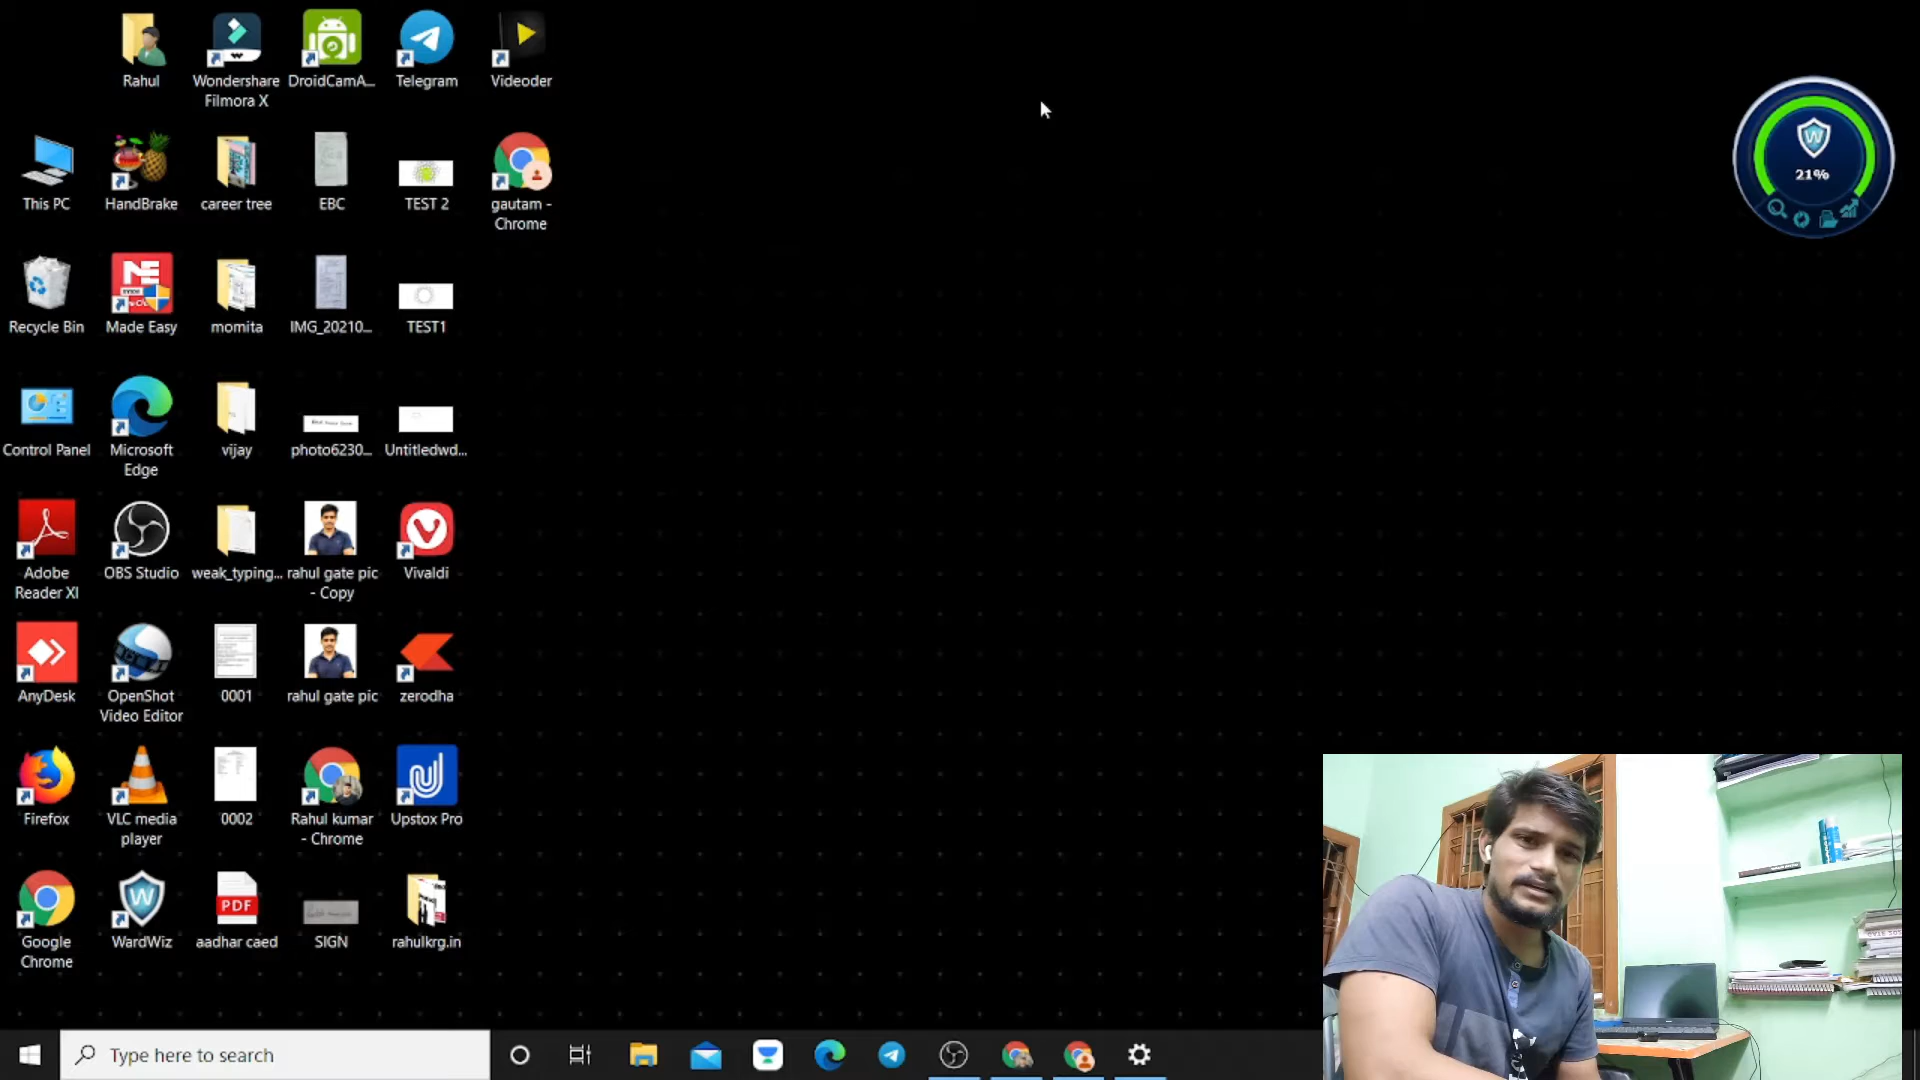 Rahul
Wondershare
Filmora X
DroidCamA...
Telegram
Videoder
This PC
HandBrake
career tree
EBC
TEST 2
gautam -
Chrome
21%
Recycle Bin
Made Easy
momita
IMG_20210...
TEST1
Control Panel
Microsoft
Edge
vijay
photo6230...
Untitledwd...
Adobe
Reader XI
OBS Studio
weak_typing...
rahul gate pic
- Copy
Vivaldi
AnyDesk
OpenShot
Video Editor
0001
rahul gate pic
zerodha
Firefox
VLC media
player
0002
Rahul kumar
- Chrome
Upstox Pro
PDF
Google
Chrome
WardWiz
aadhar caed
SIGN
rahulkrg.in
Type here to search